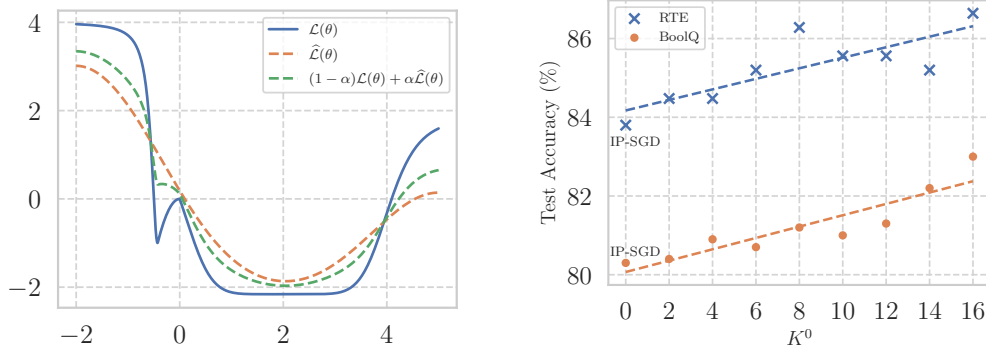 4
2
0
−2
−2
0
2
4
ℒ(θ)
ℒ̂(θ)
(1−α)ℒ(θ)+αℒ̂(θ)
Test Accuracy (%)
86
84
82
80
RTE
BoolQ
IP-SGD
IP-SGD
0 2 4 6 8 10 12 14 16
K⁰